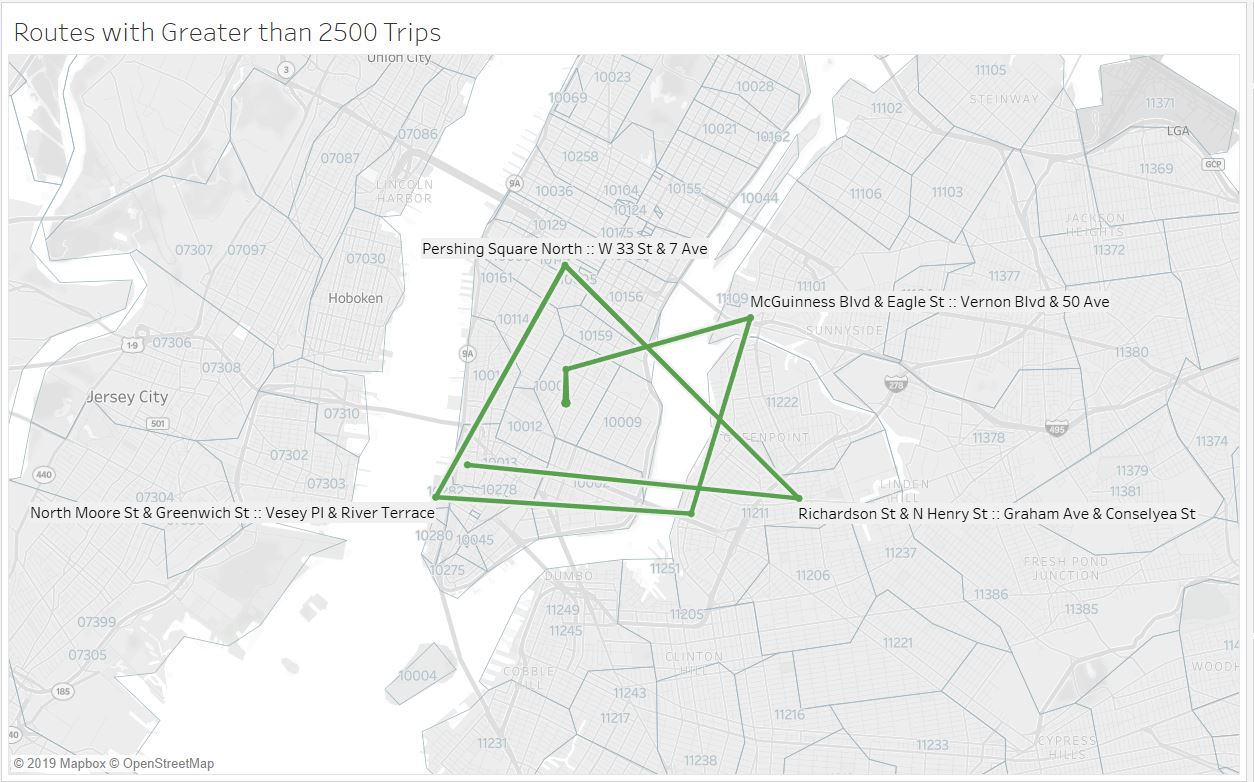 Routes with Greater than 2500 Trips
Union City
3
10023
11105
STEINWAY
10069
10028
11102
11371
LGA
07086
10021
10162
07087
10258
11369
GCP
LINCOLN
HARBOR
9A
10036
10104
10155
10044
11106
11103
10124
10129
10175
JACKSON
HEIGHTS
07307
07097
07030
Pershing Square North :: W 33 St & 7 Ave
11372
10161
11377
11101
Hoboken
10156
11109
McGuinness Blvd & Eagle St :: Vernon Blvd & 50 Ave
10114
SUNNYSIDE
1-9
07306
10159
9A
11380
07308
278
Jersey City
11222
07310
501
10012
10009
495
11378
11374
07302
440
07303
11379
LINDEN
HILL
11381
07304
10278
North Moore St & Greenwich St :: Vesey Pl & River Terrace
11211
Richardson St & N Henry St :: Graham Ave & Conselyea St
10280
10045
11237
FRESH POND
JUNCTION
10275
DUMBO
11251
11206
11386
11249
11205
11385
07399
11245
11221
07305
CLINTON
HILL
10004
COBBLE
185
11243
11217
11216
11231
11233
CYPRESS
HILLS
11238
© 2019 Mapbox © OpenStreetMap